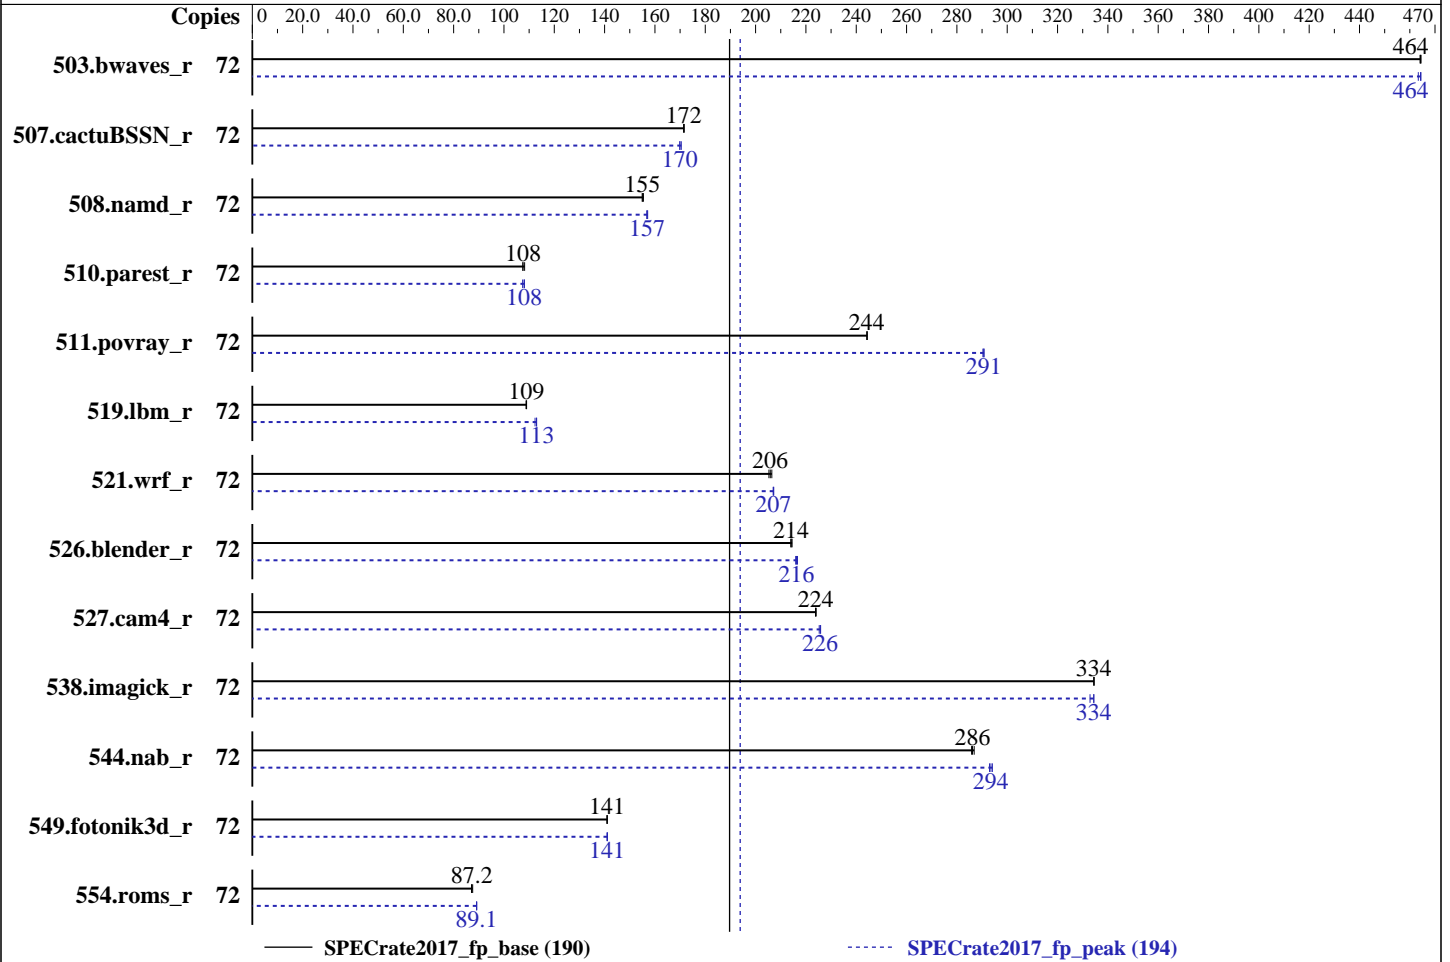 Copies 0 20.0 40.0 60.0 80.0 100 120 140 160 180 200 220 240 260 280 300 320 340 360 380 400 420 440 470
464
503.bwaves_r 72
464
172
507.cactuBSSN_r 72
170
155
508.namd_r 72
157
108
510.parest_r 72
108
244
511.povray_r 72
291
109
519.lbm_r 72
113
206
521.wrf_r 72
207
214
526.blender_r 72
216
224
527.cam4_r 72
226
334
538.imagick_r 72
334
286
544.nab_r 72
294
141
549.fotonik3d_r 72
141
87.2
554.roms_r 72
89.1
SPECrate2017_fp_base (190) SPECrate2017_fp_peak (194)